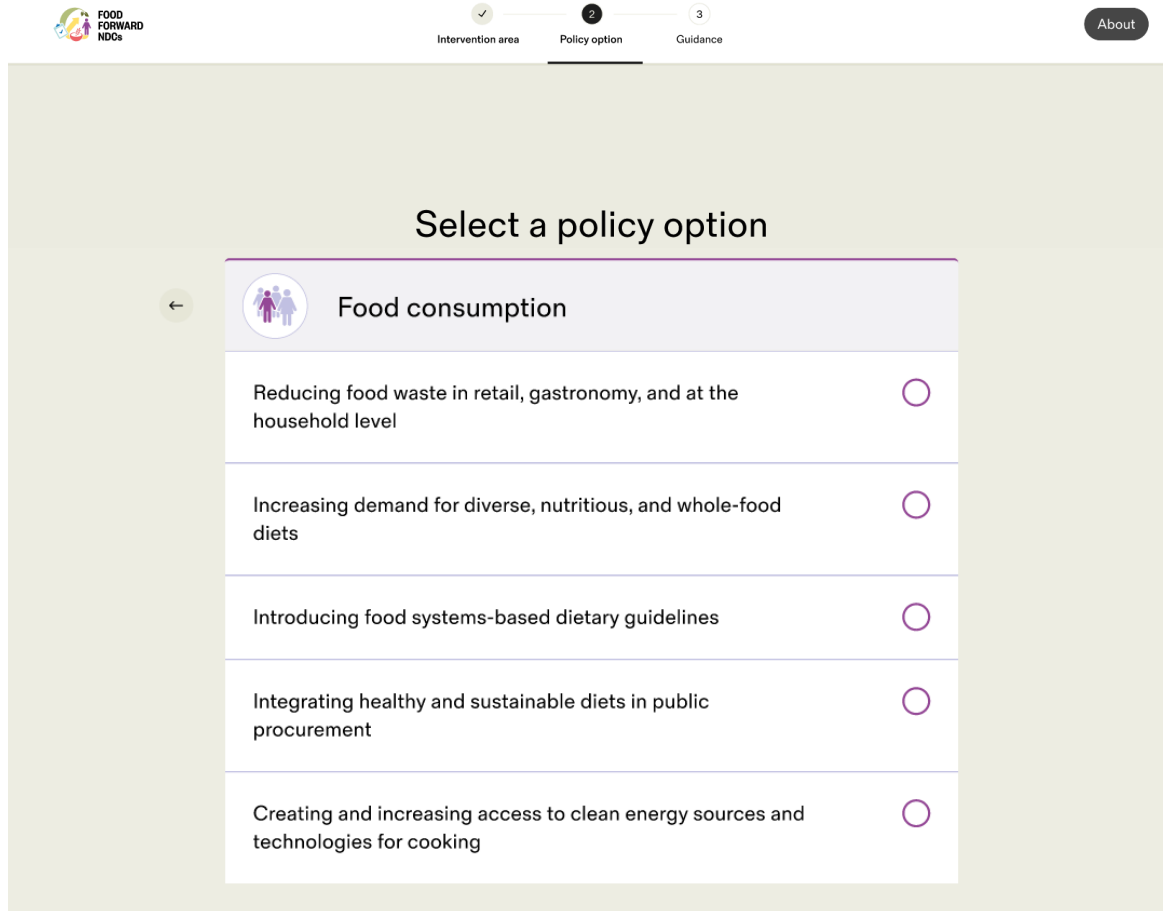 FOOD
FORWARD
NDCs
2
3
Intervention area
Policy option
Guidance
About
Select a policy option
Food consumption
Reducing food waste in retail, gastronomy, and at the
household level
Increasing demand for diverse, nutritious, and whole-food
diets
Introducing food systems-based dietary guidelines
Integrating healthy and sustainable diets in public
procurement
Creating and increasing access to clean energy sources and
technologies for cooking